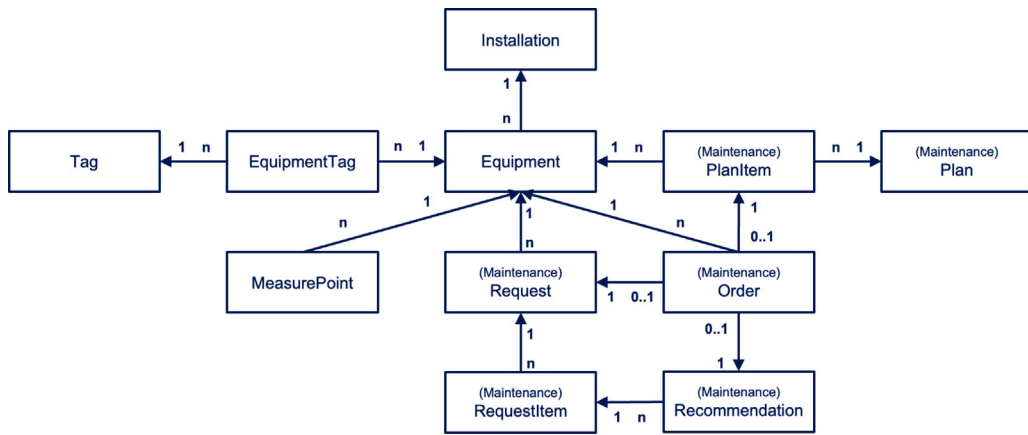 Installation
1
n
Tag
1 n
EquipmentTag
n 1
Equipment
1 n
(Maintenance)
PlanItem
n 1
(Maintenance)
Plan
1
n
1
n
1
n
1
0..1
MeasurePoint
(Maintenance)
Request
1 0..1
(Maintenance)
Order
1
n
0..1
1
(Maintenance)
RequestItem
1 n
(Maintenance)
Recommendation